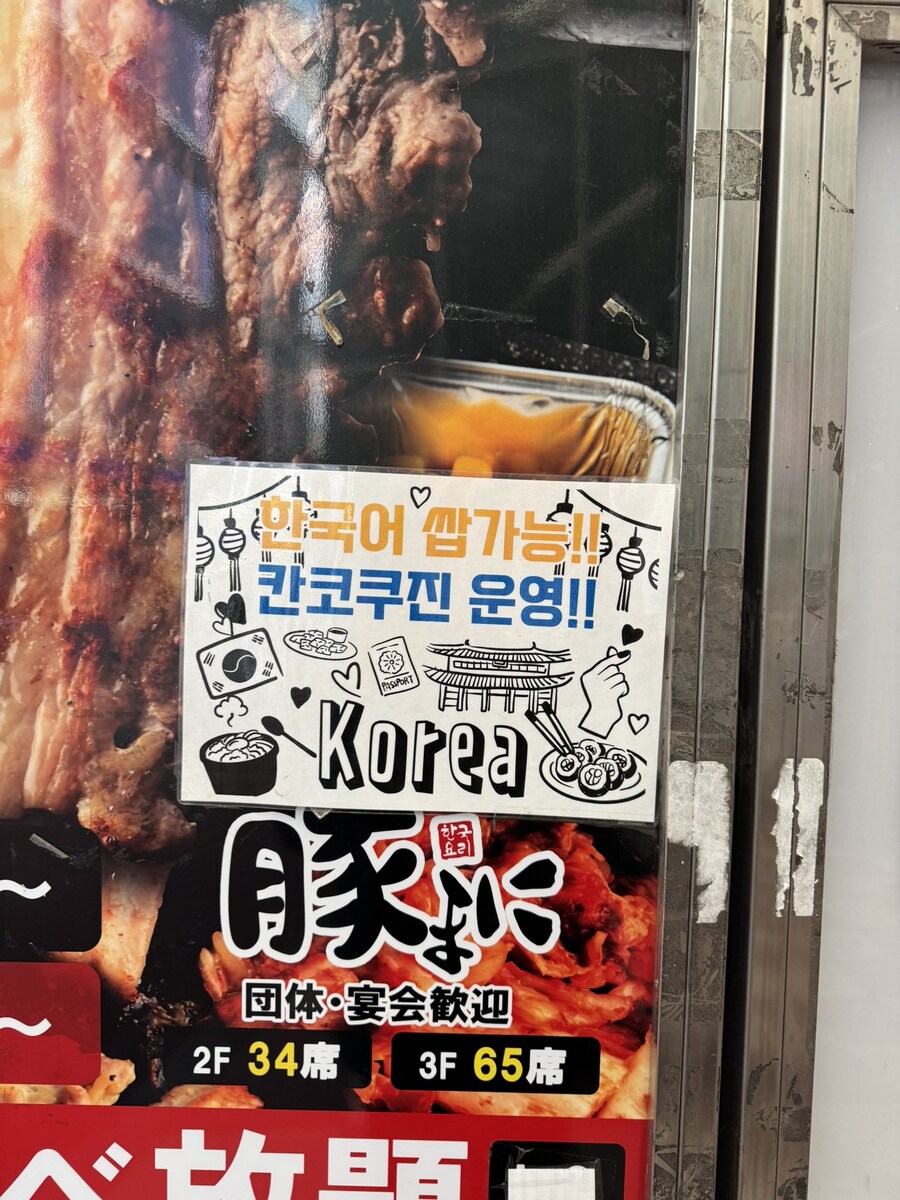 한국어 쌉가능!!
칸코쿠진 운영!!
PASSPORT
Korea
豚まに
한국
요리
～
団体・宴会歓迎
～
2F 34席
3F 65席
べ放題